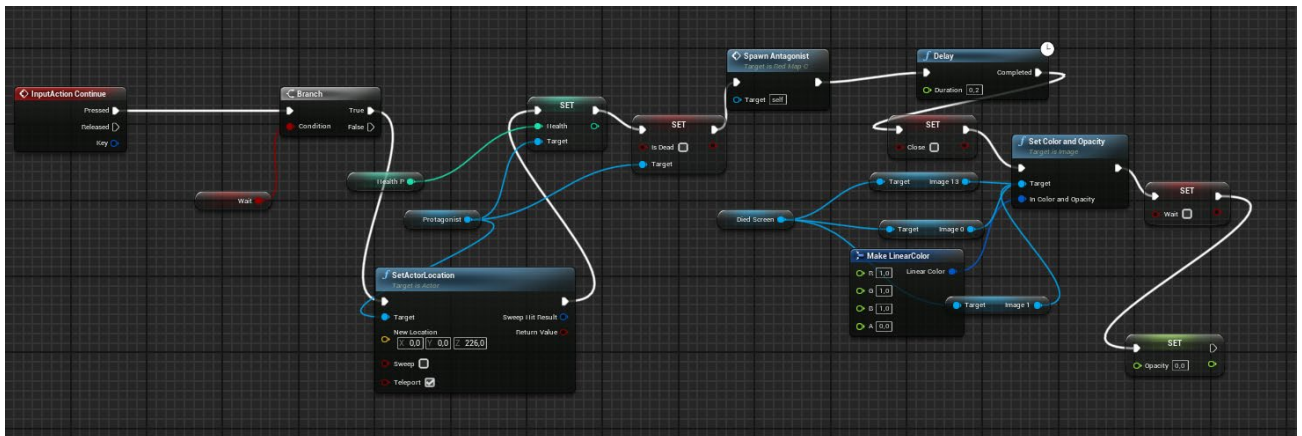 InputAction Continue
Pressed
Released
Key
Branch
True
Condition
False
Wait
Health P
Protagonist
SetActorLocation
Target is Actor
Target
Sweep Hit Result
New Location
Return Value
X 0,0 Y 0,0 Z 226,0
Sweep
Teleport
SET
Health
Target
SET
Is Dead
Target
Spawn Antagonist
Target is Died Map C
Target self
Delay
Completed
Duration 0,2
SET
Close
Died Screen
Target Image 13
Target Image 0
Make LinearColor
R 1,0
Linear Color
G 1,0
B 1,0
A 0,0
Target Image 1
Set Color and Opacity
Target is Image
Target
In Color and Opacity
SET
Wait
SET
Opacity 0,0